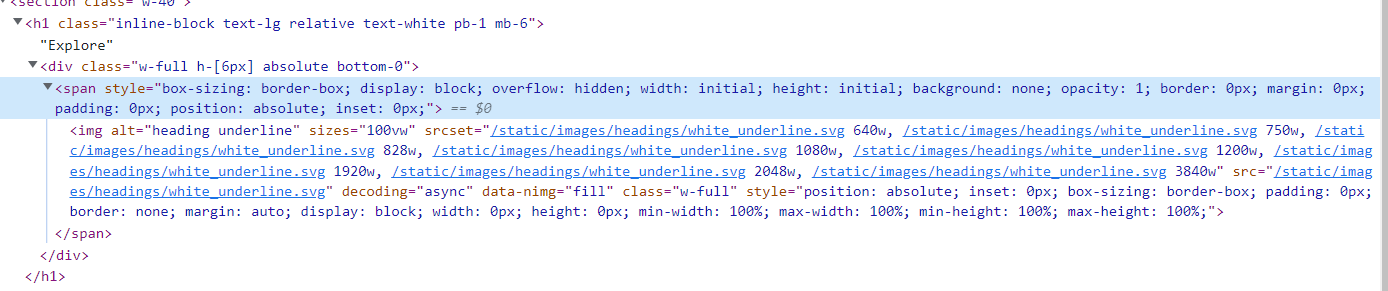 <section class="w-40">
<h1 class="inline-block text-lg relative text-white pb-1 mb-6">
"Explore"
<div class="w-full h-[6px] absolute bottom-0">
<span style="box-sizing: border-box; display: block; overflow: hidden; width: initial; height: initial; background: none; opacity: 1; border: 0px; margin: 0px;
padding: 0px; position: absolute; inset: 0px;"> == $0
<img alt="heading underline" sizes="100vw" srcset="/static/images/headings/white_underline.svg 640w, /static/images/headings/white_underline.svg 750w, /stati
c/images/headings/white_underline.svg 828w, /static/images/headings/white_underline.svg 1080w, /static/images/headings/white_underline.svg 1200w, /static/imag
es/headings/white_underline.svg 1920w, /static/images/headings/white_underline.svg 2048w, /static/images/headings/white_underline.svg 3840w" src="/static/imag
es/headings/white_underline.svg" decoding="async" data-nimg="fill" class="w-full" style="position: absolute; inset: 0px; box-sizing: border-box; padding: 0px;
border: none; margin: auto; display: block; width: 0px; height: 0px; min-width: 100%; max-width: 100%; min-height: 100%; max-height: 100%;">
</span>
</div>
</h1>